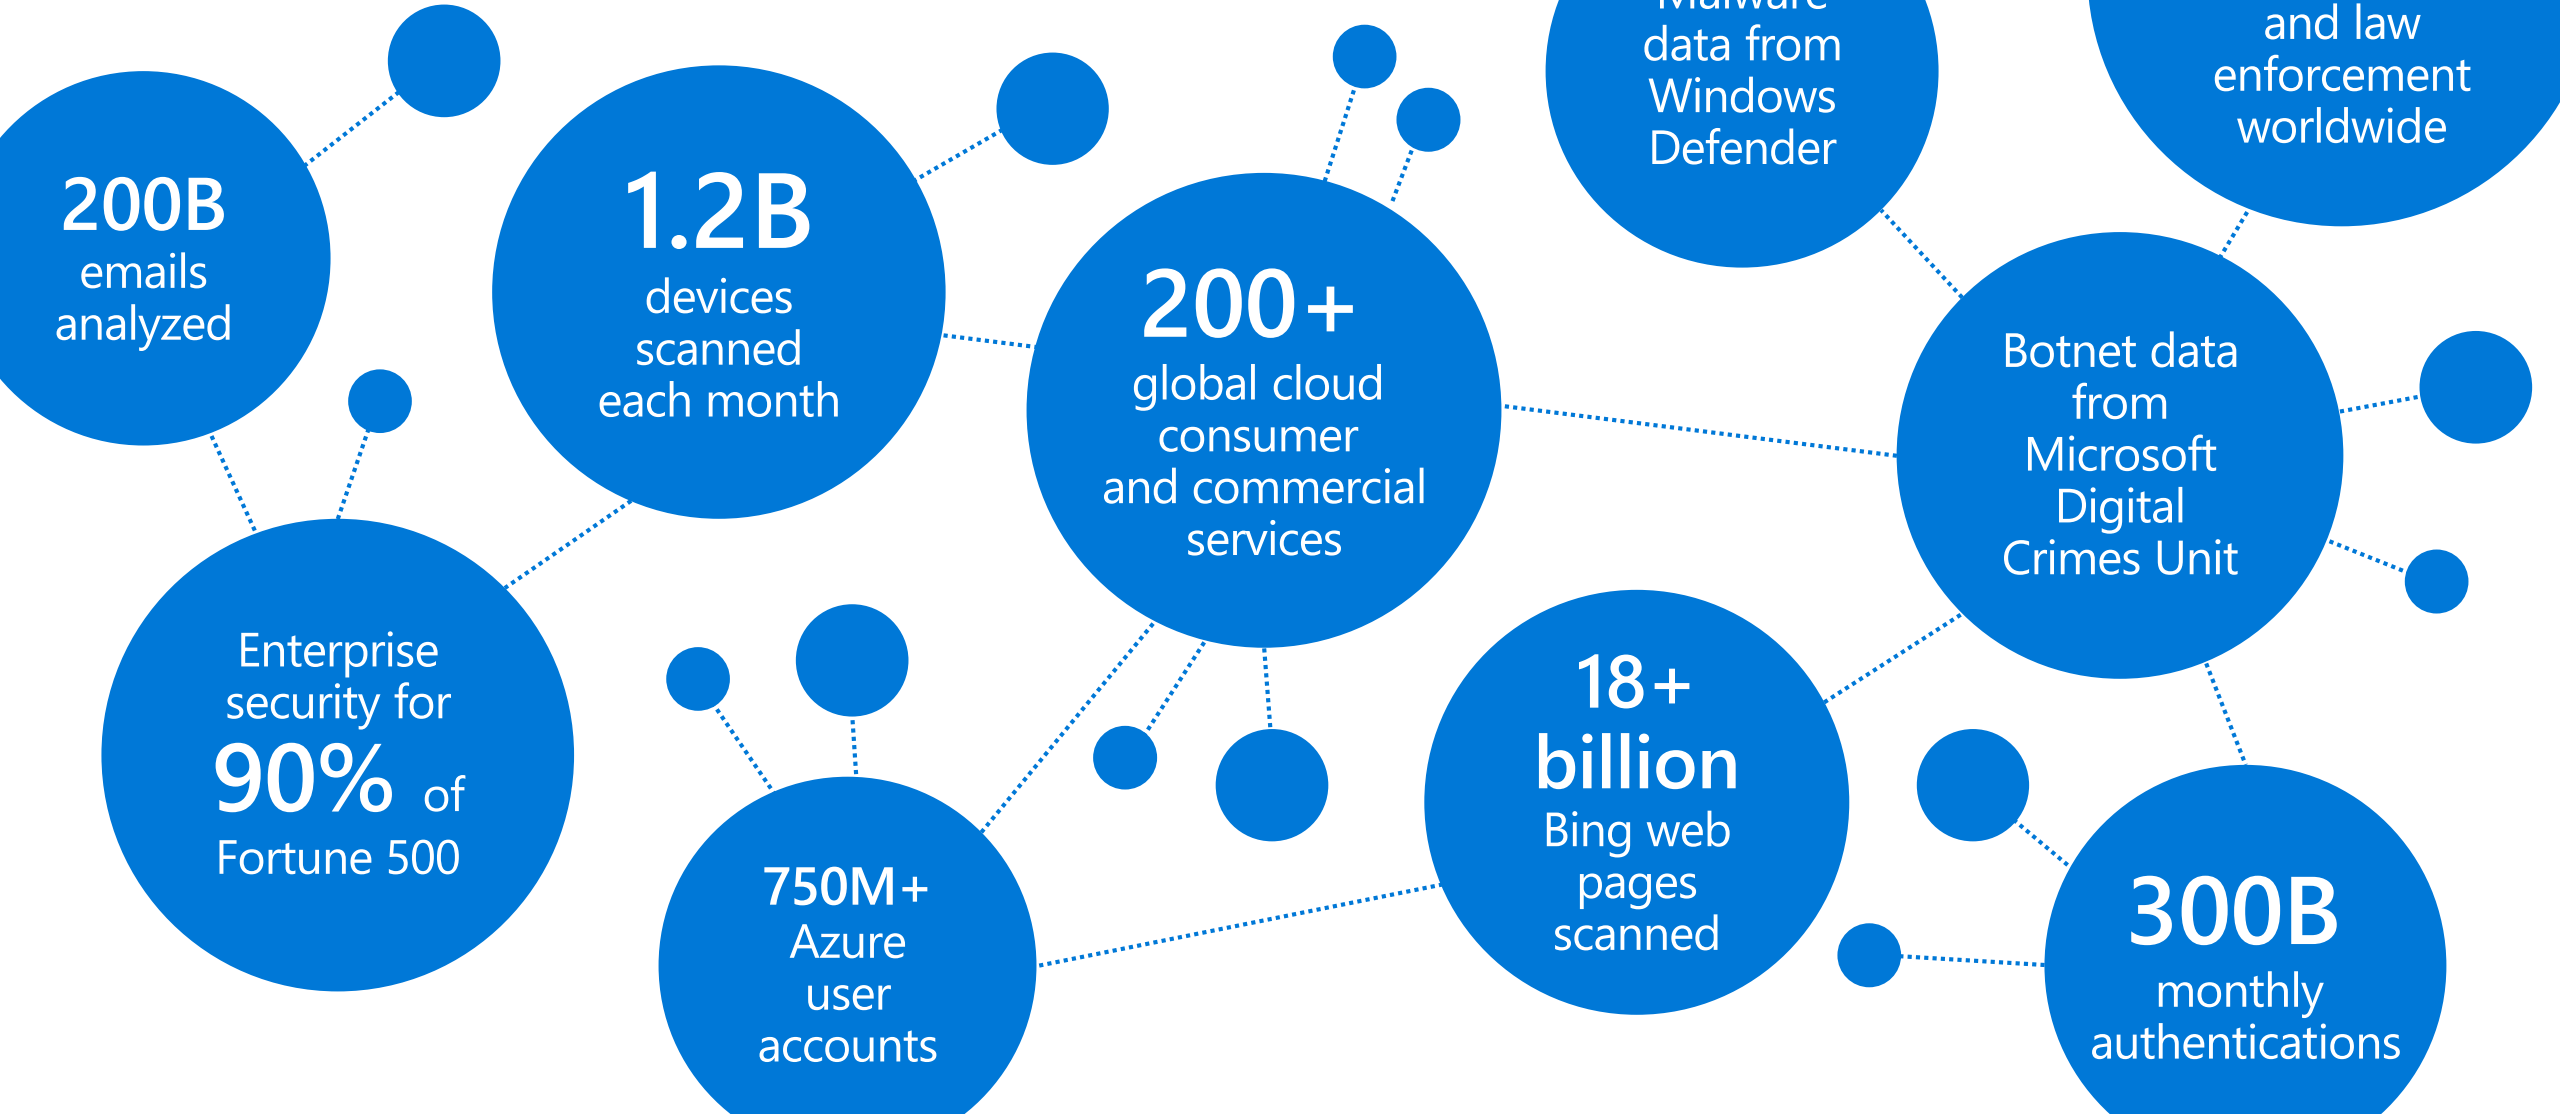 200B
emails
analyzed
1.2B
devices
scanned
each month
200+
global cloud
consumer
and commercial
services
Malware
data from
Windows
Defender
and law
enforcement
worldwide
Botnet data
from
Microsoft
Digital
Crimes Unit
Enterprise
security for
90% of
Fortune 500
750M+
Azure
user
accounts
18+
billion
Bing web
pages
scanned
300B
monthly
authentications